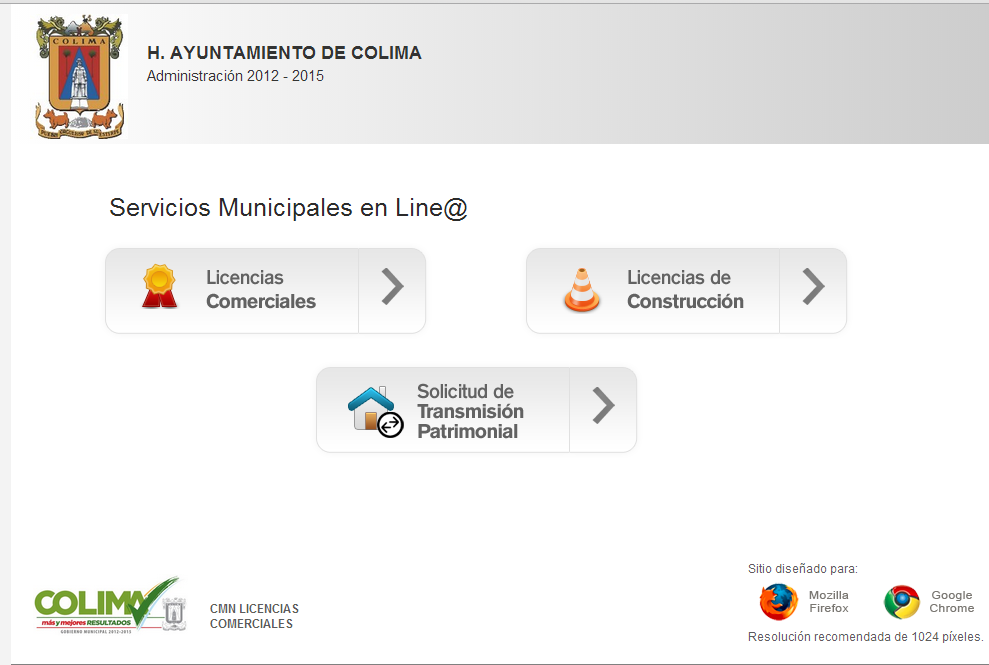 COLIMA
H. AYUNTAMIENTO DE COLIMA
Administración 2012 - 2015
Servicios Municipales en Line@
Licencias
Comerciales
Licencias de
Construcción
Solicitud de
Transmisión
Patrimonial
COLIMA
más y mejores RESULTADOS
GOBIERNO MUNICIPAL 2012-2015
CMN LICENCIAS
COMERCIALES
Sitio diseñado para:
Mozilla
Firefox
Google
Chrome
Resolución recomendada de 1024 píxeles.